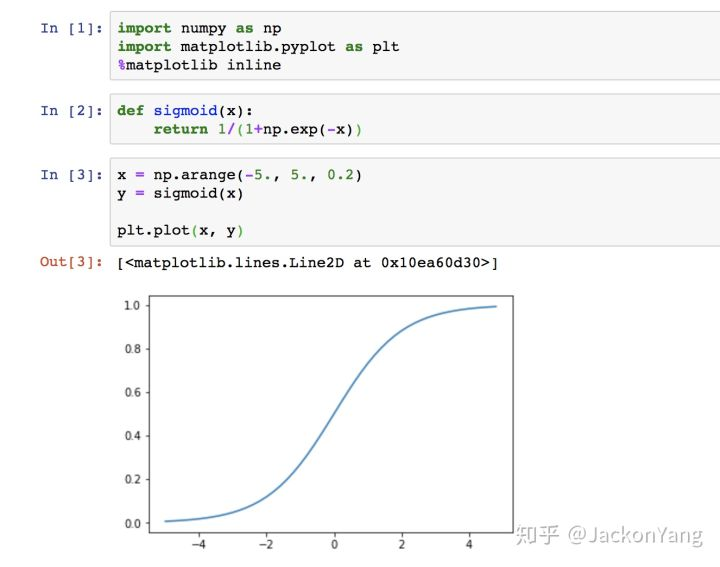 In [1]: import numpy as np
import matplotlib.pyplot as plt
%matplotlib inline
In [2]: def sigmoid(x):
return 1/(1+np.exp(-x))
In [3]: x = np.arange(-5., 5., 0.2)
y = sigmoid(x)
plt.plot(x, y)
Out[3]: [<matplotlib.lines.Line2D at 0x10ea60d30>]
1.0
0.8
0.6
0.4
0.2
0.0
−4 −2 0 2 4
知乎 @JackonYang